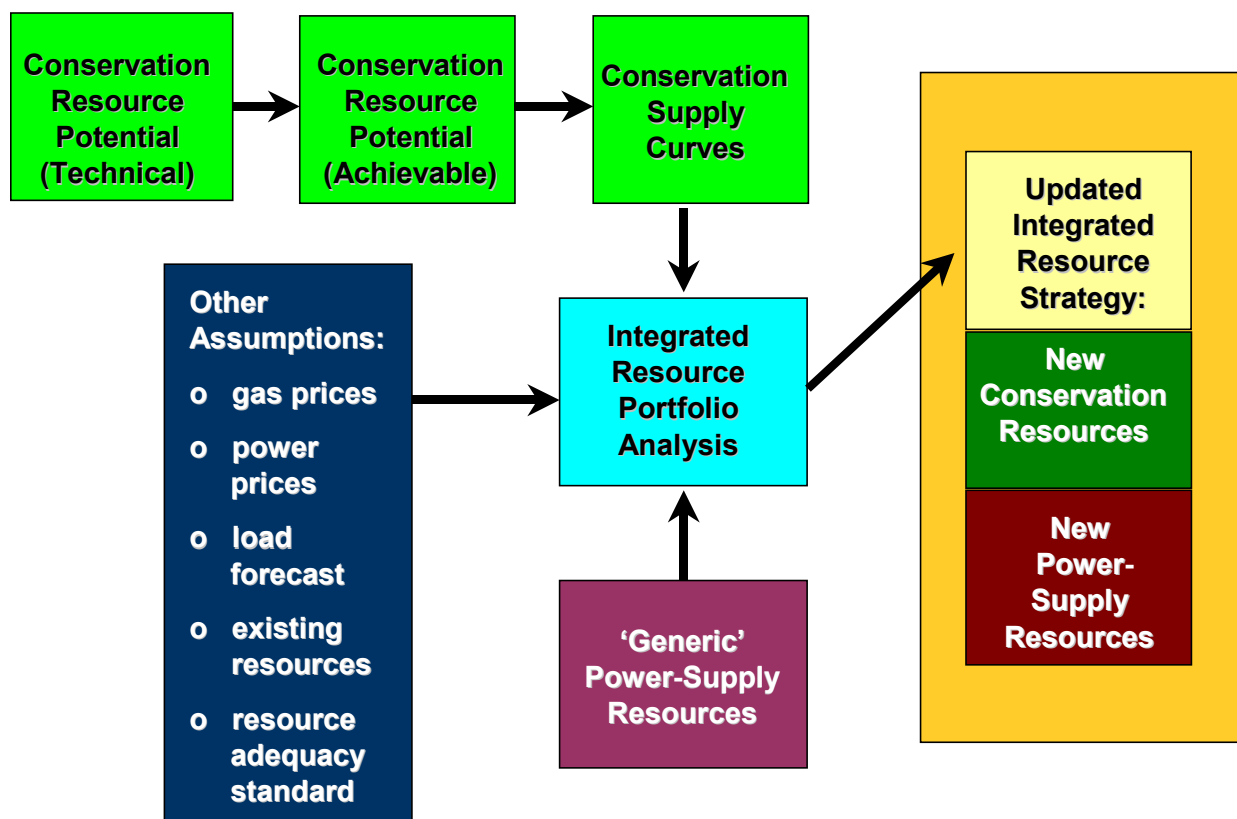 Conservation
Resource
Potential
(Technical)
Conservation
Resource
Potential
(Achievable)
Conservation
Supply
Curves
Other
Assumptions:
o gas prices
o power
prices
o load
forecast
o existing
resources
o resource
adequacy
standard
Integrated
Resource
Portfolio
Analysis
‘Generic’
Power-Supply
Resources
Updated
Integrated
Resource
Strategy:
New
Conservation
Resources
New
Power-
Supply
Resources